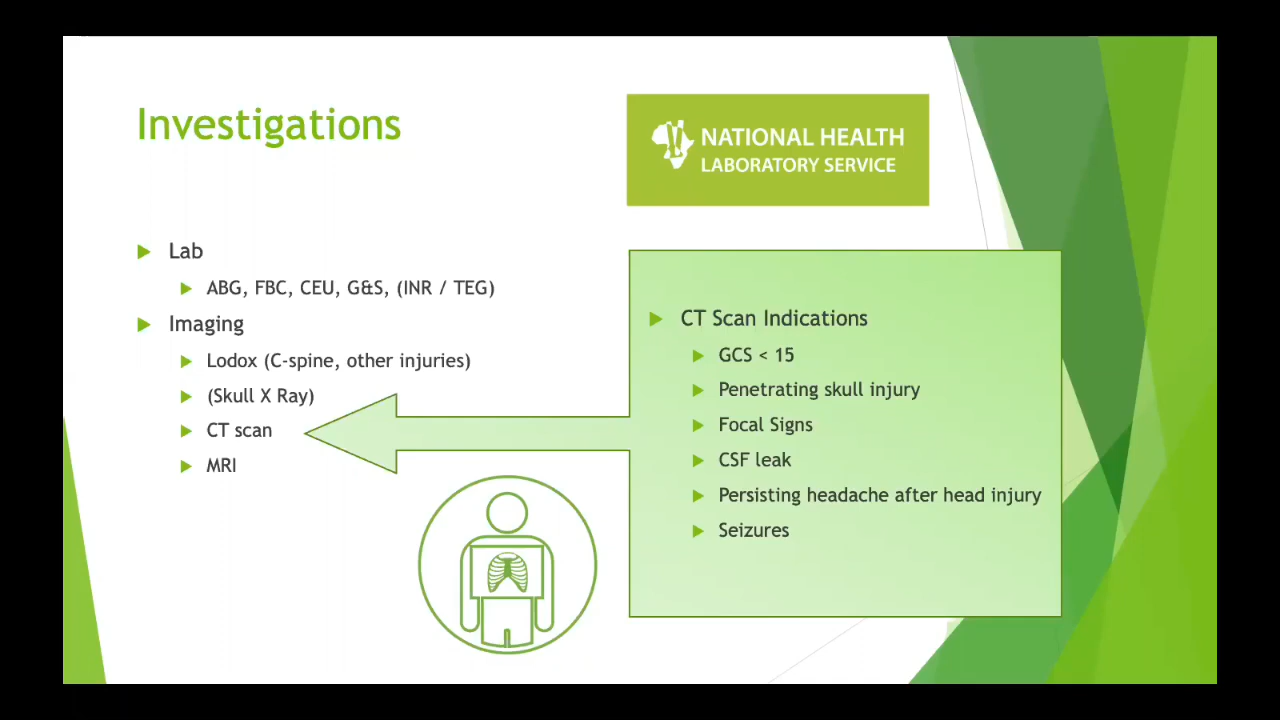 Investigations
NATIONAL HEALTH
LABORATORY SERVICE
Lab
ABG, FBC, CEU, G&S, (INR / TEG)
Imaging
Lodox (C-spine, other injuries)
(Skull X Ray)
CT scan
MRI
CT Scan Indications
GCS < 15
Penetrating skull injury
Focal Signs
CSF leak
Persisting headache after head injury
Seizures